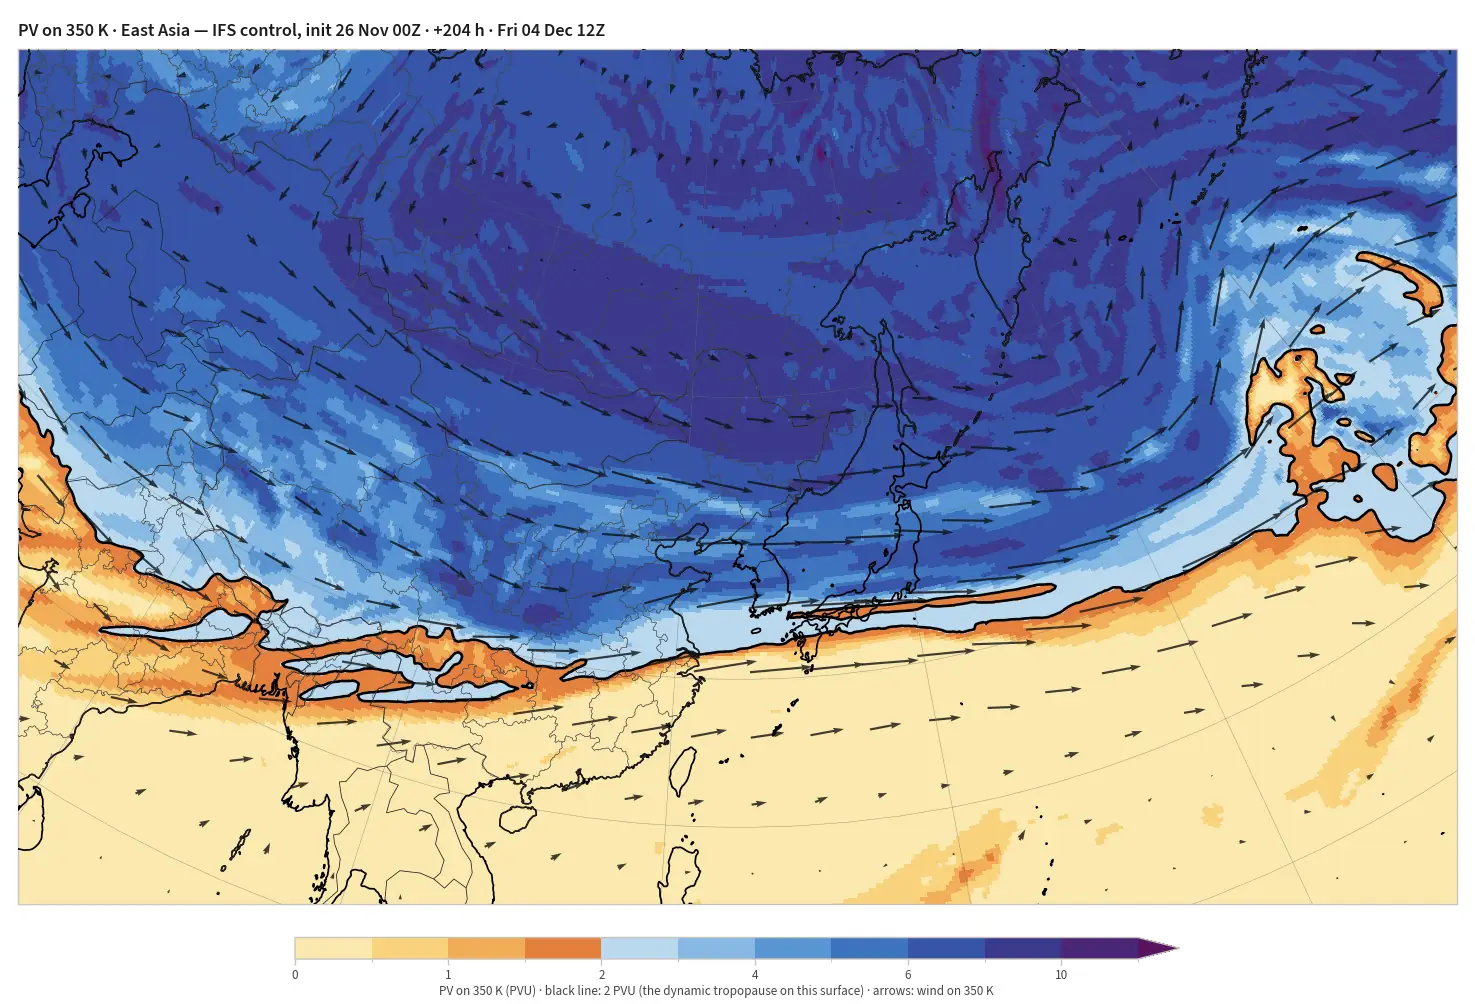 PV on 350 K · East Asia — IFS control, init 26 Nov 00Z · +204 h · Fri 04 Dec 12Z
0 1 2 4 6 10
PV on 350 K (PVU) · black line: 2 PVU (the dynamic tropopause on this surface) · arrows: wind on 350 K